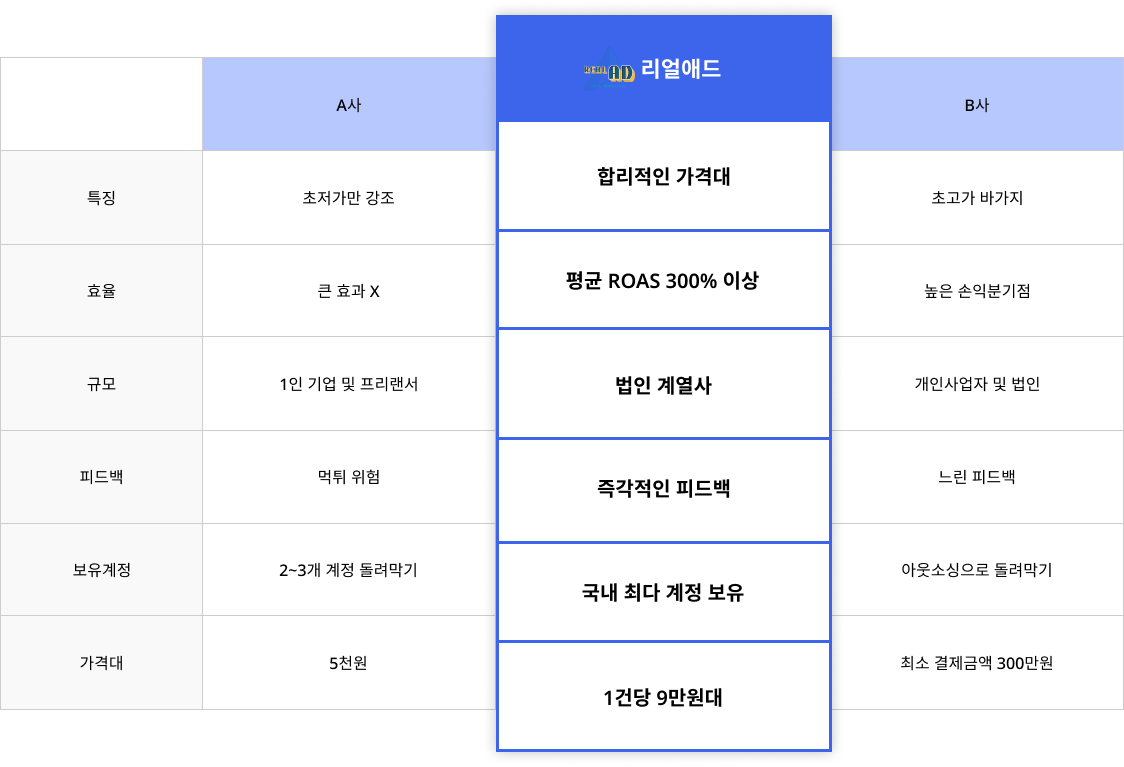 A사
REAL AD 리얼애드
B사
특징
초저가만 강조
합리적인 가격대
초고가 바가지
효율
큰 효과 X
평균 ROAS 300% 이상
높은 손익분기점
규모
1인 기업 및 프리랜서
법인 계열사
개인사업자 및 법인
피드백
먹튀 위험
즉각적인 피드백
느린 피드백
보유계정
2~3개 계정 돌려막기
국내 최다 계정 보유
아웃소싱으로 돌려막기
가격대
5천원
1건당 9만원대
최소 결제금액 300만원